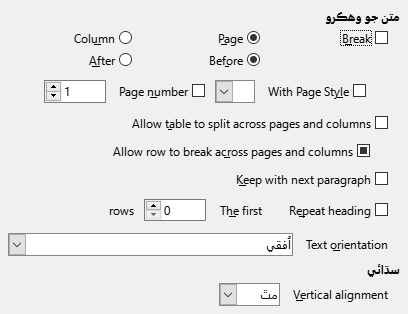 متن جو وهڪرو
Break Page Column
Before After
With Page Style Page number 1
Allow table to split across pages and columns
Allow row to break across pages and columns
Keep with next paragraph
Repeat heading The first 0 rows
Text orientation أفقي
سڌائي
Vertical alignment مٿ